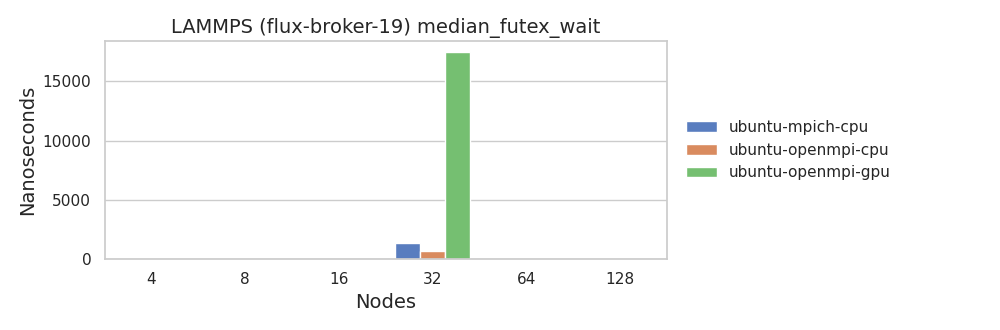 LAMMPS (flux-broker-19) median_futex_wait
Nanoseconds
15000
10000
5000
0
4 8 16 32 64 128
Nodes
ubuntu-mpich-cpu
ubuntu-openmpi-cpu
ubuntu-openmpi-gpu